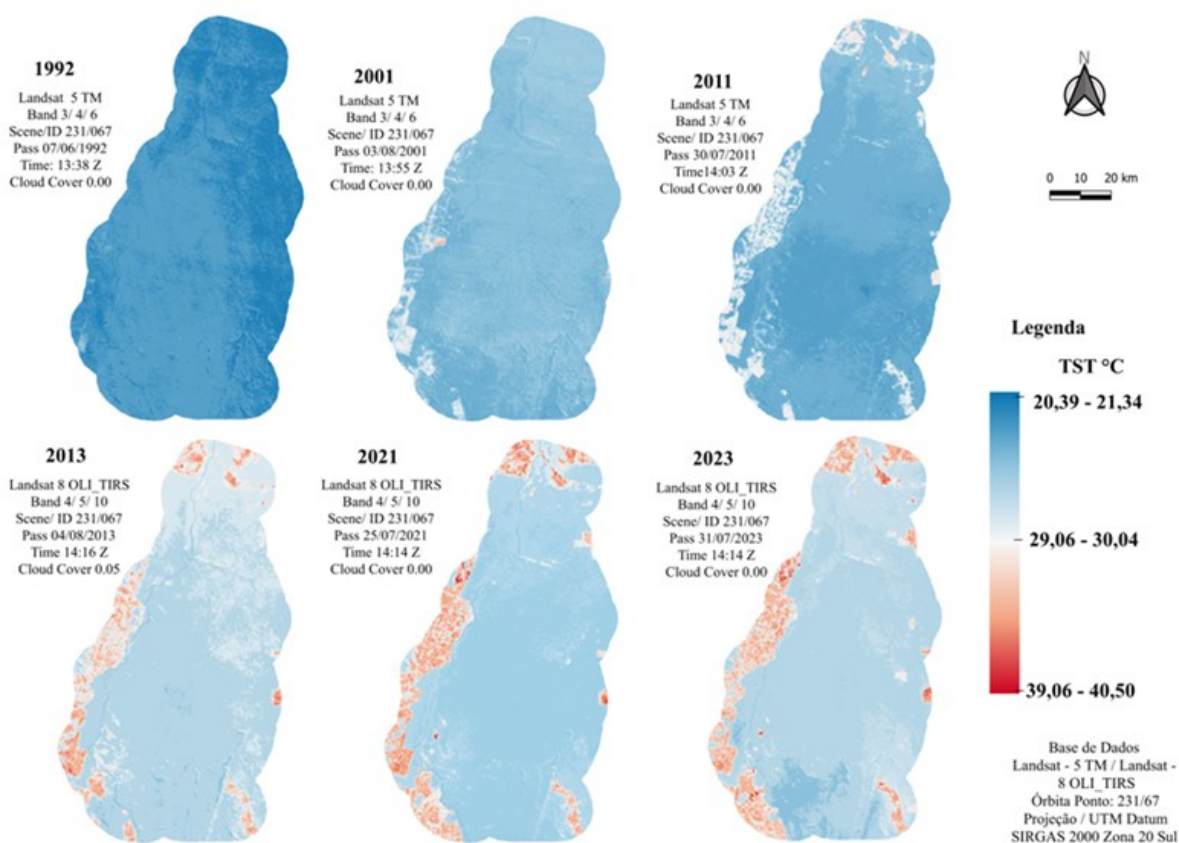 1992
Landsat 5 TM
Band 3/ 4/ 6
Scene/ID 231/067
Pass 07/06/1992
Time: 13:38 Z
Cloud Cover 0.00
2001
Landsat 5 TM
Band 3/ 4/ 6
Scene/ ID 231/067
Pass 03/08/2001
Time: 13:55 Z
Cloud Cover 0.00
2011
Landsat 5 TM
Band 3/ 4/ 6
Scene/ ID 231/067
Pass 30/07/2011
Time14:03 Z
Cloud Cover 0.00
N
0 10 20 km
Legenda
TST °C
20,39 - 21,34
29,06 - 30,04
39,06 - 40,50
2013
Landsat 8 OLI_TIRS
Band 4/ 5/ 10
Scene/ ID 231/067
Pass 04/08/2013
Time 14:16 Z
Cloud Cover 0.05
2021
Landsat 8 OLI_TIRS
Band 4/ 5/ 10
Scene/ ID 231/067
Pass 25/07/2021
Time 14:14 Z
Cloud Cover 0.00
2023
Landsat 8 OLI_TIRS
Band 4/ 5/ 10
Scene/ ID 231/067
Pass 31/07/2023
Time 14:14 Z
Cloud Cover 0.00
Base de Dados
Landsat - 5 TM / Landsat -
8 OLI_TIRS
Órbita Ponto: 231/67
Projeção / UTM Datum
SIRGAS 2000 Zona 20 Sul